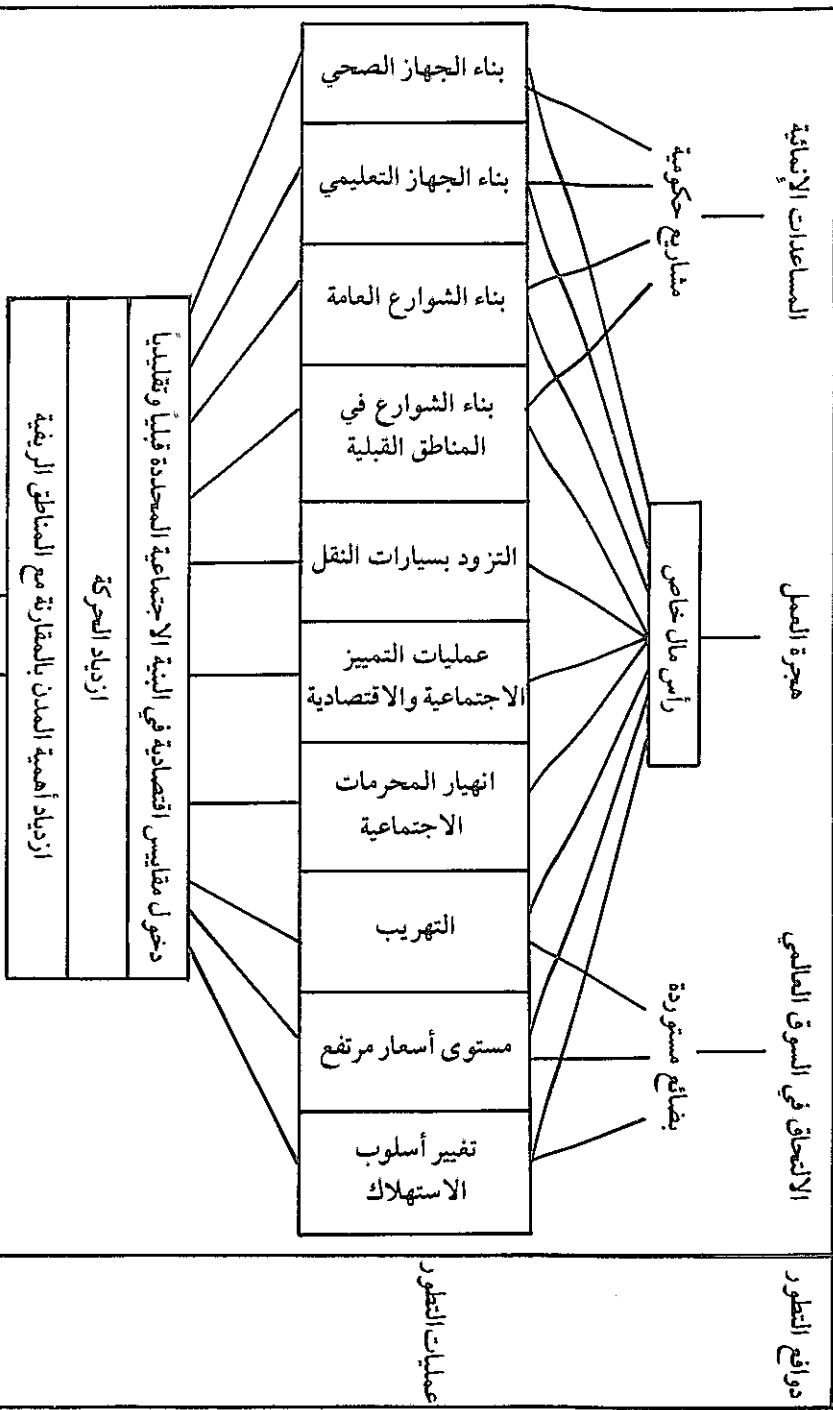 دوافع التطور
المساعدات الإنمائية
هجرة العمل
الالتحاق في السوق العالمي
مشاريع حكومية
رأس مال خاص
بضائع مستوردة
عمليات التطور
بناء الجهاز الصحي
بناء الجهاز التعليمي
بناء الشوارع العامة
بناء الشوارع في
المناطق القبلية
التزود بسيارات النقل
عمليات التمييز
الاجتماعية والاقتصادية
انهيار المحرمات
الاجتماعية
التهريب
مستوى أسعار مرتفع
تغيير أسلوب
الاستهلاك
دخول مقاييس اقتصادية في البنية الاجتماعية المحددة قبلياً وتقليدياً
ازدياد الحركة
ازدياد أهمية المدن بالمقارنة مع المناطق الريفية